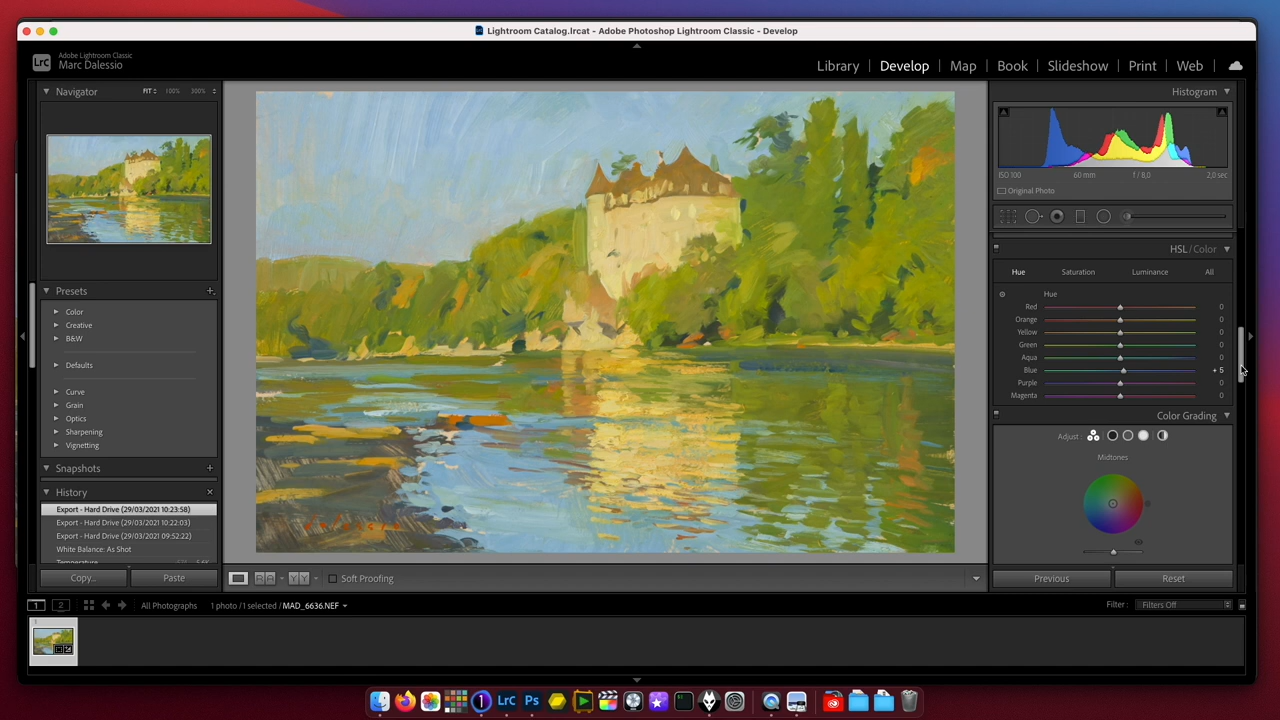 Lightroom Catalog.lrcat - Adobe Photoshop Lightroom Classic - Develop
LrC
Adobe Lightroom Classic
Marc Dalessio
Library | Develop | Map | Book | Slideshow | Print | Web
Navigator FIT 100% 300%
Presets +
Color
Creative
B&W
Defaults
Curve
Grain
Optics
Sharpening
Vignetting
Snapshots +
History ×
Export - Hard Drive (29/03/2021 10:23:58)
Export - Hard Drive (29/03/2021 10:22:03)
Export - Hard Drive (29/03/2021 09:52:22)
White Balance: As Shot
Copy... Paste
Soft Proofing
Histogram
ISO 100 60 mm f / 8,0 2,0 sec
Original Photo
HSL / Color
Hue Saturation Luminance All
Hue
Red 0
Orange 0
Yellow 0
Green 0
Aqua 0
Blue + 5
Purple 0
Magenta 0
Color Grading
Adjust :
Midtones
Previous Reset
1 2 All Photographs 1 photo / 1 selected / MAD_6636.NEF Filter : Filters Off
1
LrC Ps